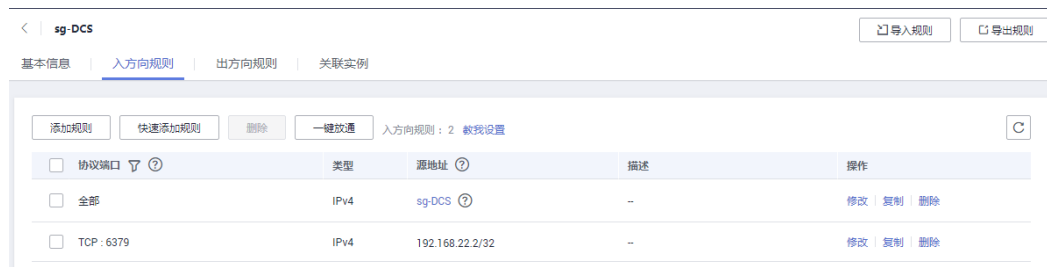 sg-DCS 导入规则 导出规则
基本信息 入方向规则 出方向规则 关联实例
添加规则 快速添加规则 删除 一键放通 入方向规则：2 教我设置
协议端口 类型 源地址 描述 操作
全部 IPv4 sg-DCS -- 修改 复制 删除
TCP : 6379 IPv4 192.168.22.2/32 -- 修改 复制 删除